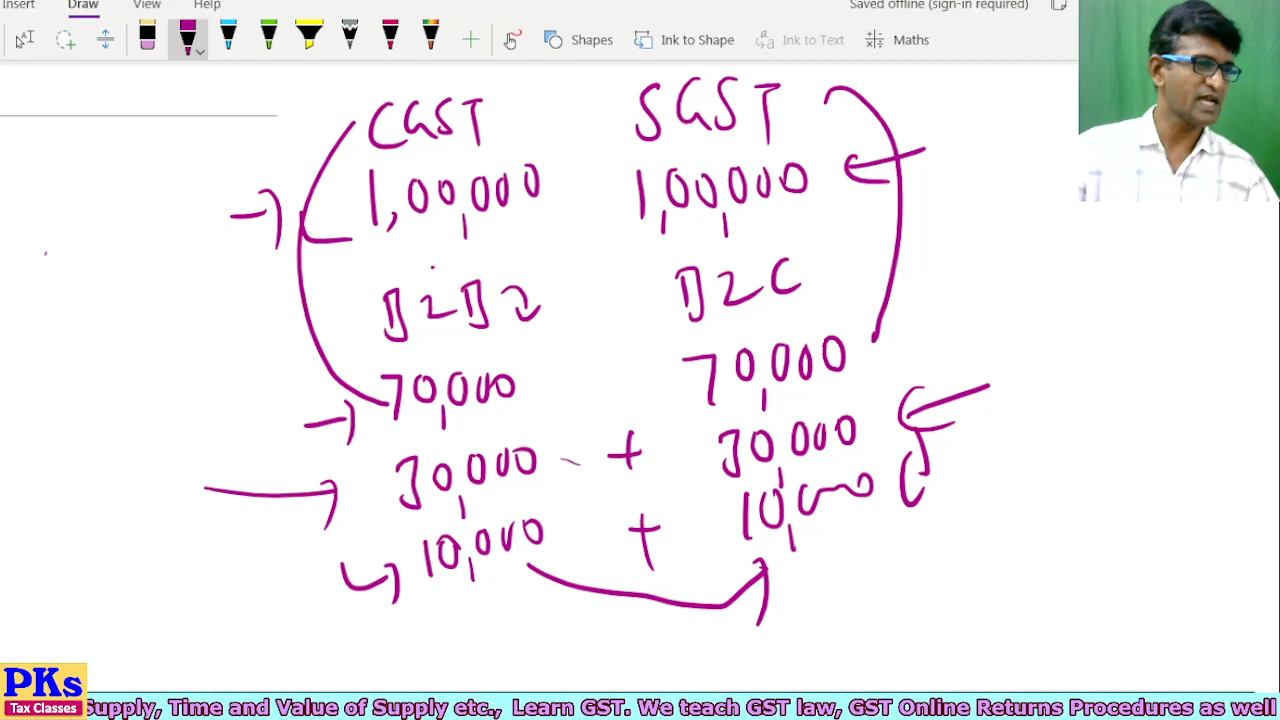 Insert Draw View Help Saved offline (sign-in required)
Shapes Ink to Shape Ink to Text Maths
CGST SGST
1,00,000 1,00,000
B2B2 B2C
70,000 70,000
30,000 + 30,000
10,000 + 10,000
PKs
Tax Classes
Supply, Time and Value of Supply etc., Learn GST. We teach GST law, GST Online Returns Procedures as well